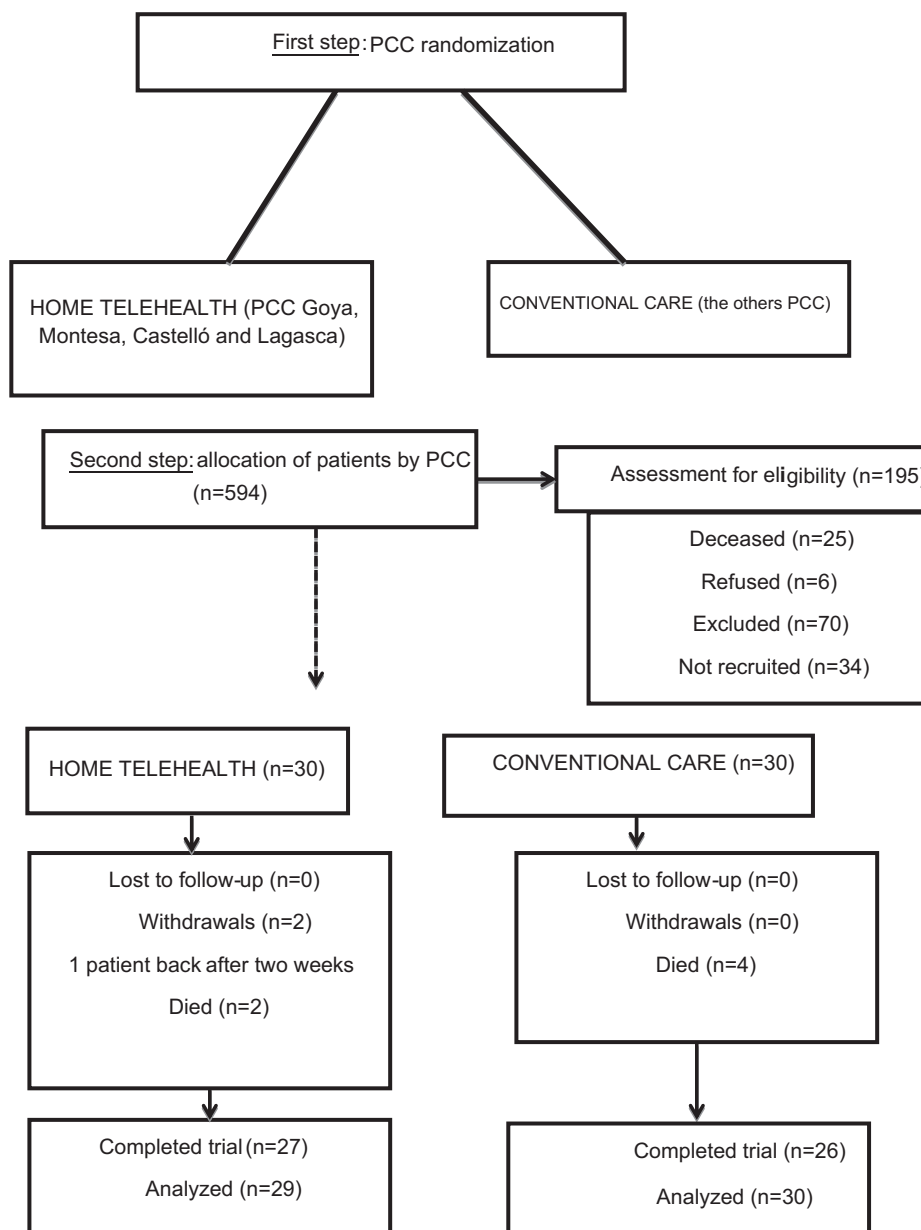 First step: PCC randomization
HOME TELEHEALTH (PCC Goya,
Montesa, Castelló and Lagasca)
CONVENTIONAL CARE (the others PCC)
Second step: allocation of patients by PCC
(n=594)
Assessment for eligibility (n=195)
Deceased (n=25)
Refused (n=6)
Excluded (n=70)
Not recruited (n=34)
HOME TELEHEALTH (n=30)
CONVENTIONAL CARE (n=30)
Lost to follow-up (n=0)
Withdrawals (n=2)
1 patient back after two weeks
Died (n=2)
Lost to follow-up (n=0)
Withdrawals (n=0)
Died (n=4)
Completed trial (n=27)
Analyzed (n=29)
Completed trial (n=26)
Analyzed (n=30)